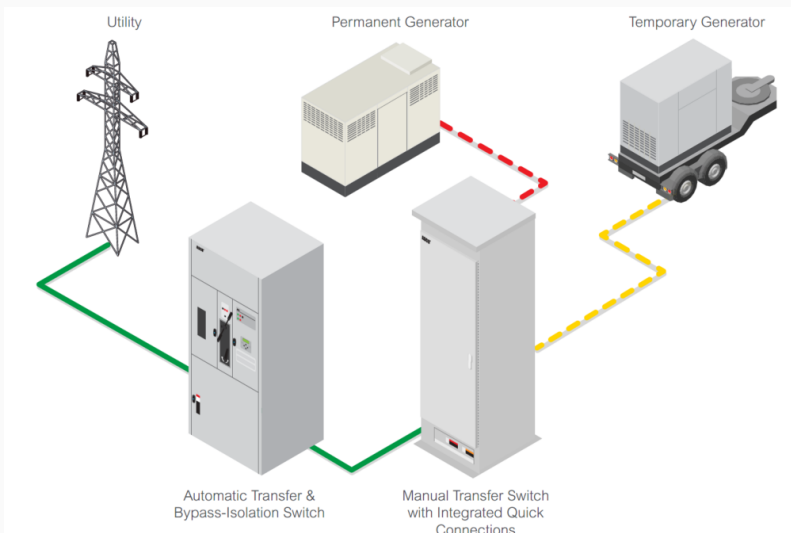 Utility
Permanent Generator
Temporary Generator
Automatic Transfer &
Bypass-Isolation Switch
Manual Transfer Switch
with Integrated Quick
Connections